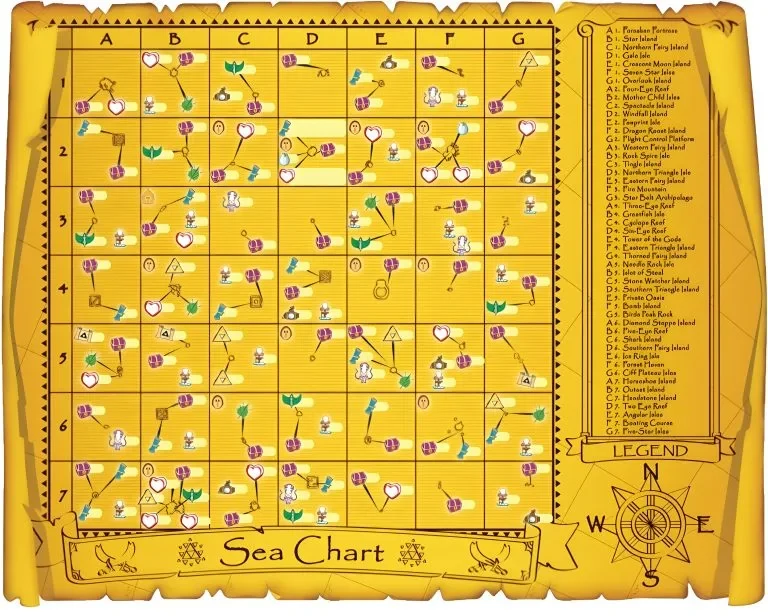 A B C D E F G
1
2
3
4
5
6
7
Sea Chart
A 1. Forsaken Fortress
B 1. Star Island
C 1. Northern Fairy Island
D 1. Gale Isle
E 1. Crescent Moon Island
F 1. Seven Star Isles
G 1. Overlook Island
A 2. Four-Eye Reef
B 2. Mother Child Isles
C 2. Spectacle Island
D 2. Windfall Island
E 2. Pawprint Isle
F 2. Dragon Roost Island
G 2. Flight Control Platform
A 3. Western Fairy Island
B 3. Rock Spire Isle
C 3. Tingle Island
D 3. Northern Triangle Isle
E 3. Eastern Fairy Island
F 3. Fire Mountain
G 3. Star Belt Archipelago
A 4. Three-Eye Reef
B 4. Greatfish Isle
C 4. Cyclops Reef
D 4. Six-Eye Reef
E 4. Tower of the Gods
F 4. Eastern Triangle Island
G 4. Thorned Fairy Island
A 5. Needle Rock Isle
B 5. Islet of Steel
C 5. Stone Watcher Island
D 5. Southern Triangle Island
E 5. Private Oasis
F 5. Bomb Island
G 5. Birds Peak Rock
A 6. Diamond Steppe Island
B 6. Five-Eye Reef
C 6. Shark Island
D 6. Southern Fairy Island
E 6. Ice Ring Isle
F 6. Forest Haven
G 6. Cliff Plateau Isles
A 7. Horseshoe Island
B 7. Outset Island
C 7. Headstone Island
D 7. Two Eye Reef
E 7. Angular Isles
F 7. Boating Course
G 7. Five-Star Isles
LEGEND
N
W E
S